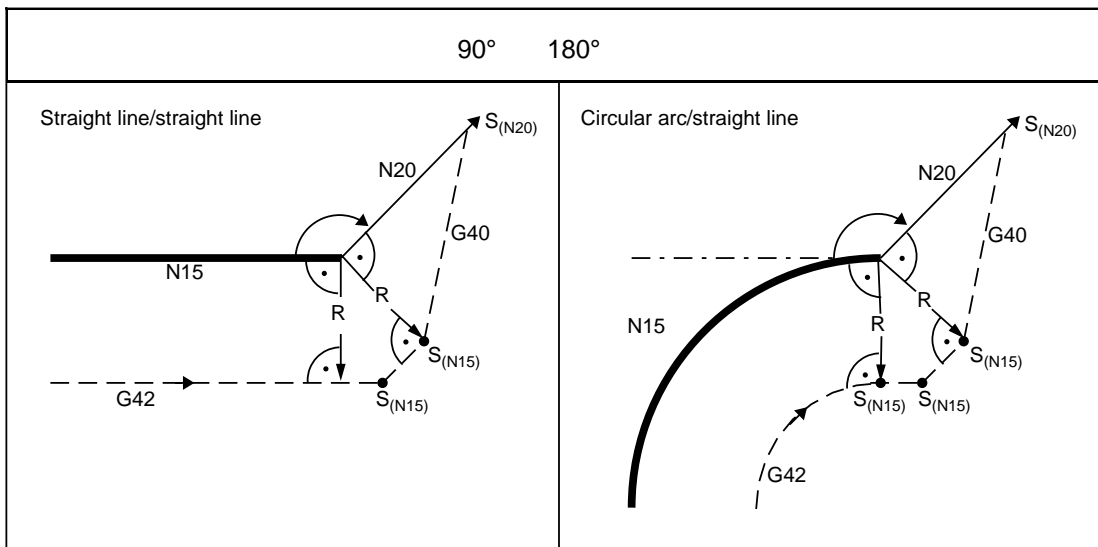 90° 180°
Straight line/straight line
S(N20)
N20
G40
N15
R
R
S(N15)
S(N15)
G42
Circular arc/straight line
S(N20)
N20
G40
N15
R
R
S(N15)
S(N15)
S(N15)
G42